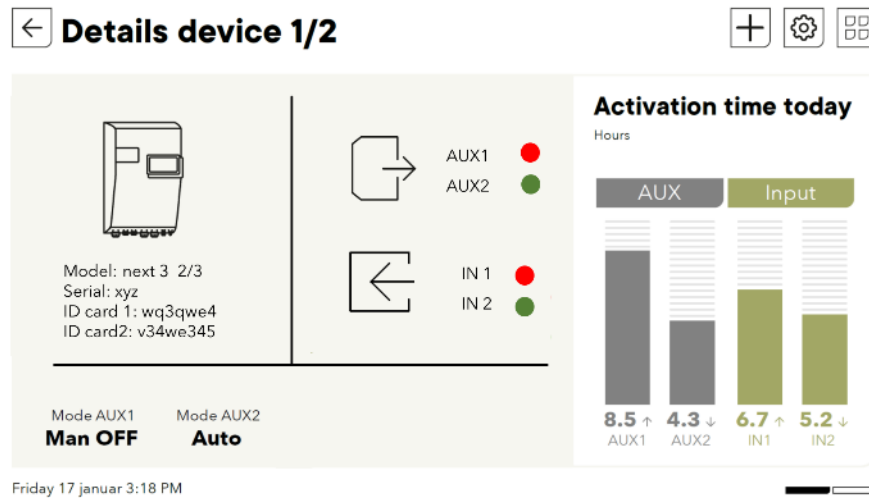 Details device 1/2
AUX1
AUX2
IN 1
IN 2
Model: next 3 2/3
Serial: xyz
ID card 1: wq3qwe4
ID card2: v34we345
Mode AUX1
Man OFF
Mode AUX2
Auto
Activation time today
Hours
AUX
Input
8.5 ↑ 4.3 ↓ 6.7 ↑ 5.2 ↓
AUX1 AUX2 IN1 IN2
Friday 17 januar 3:18 PM